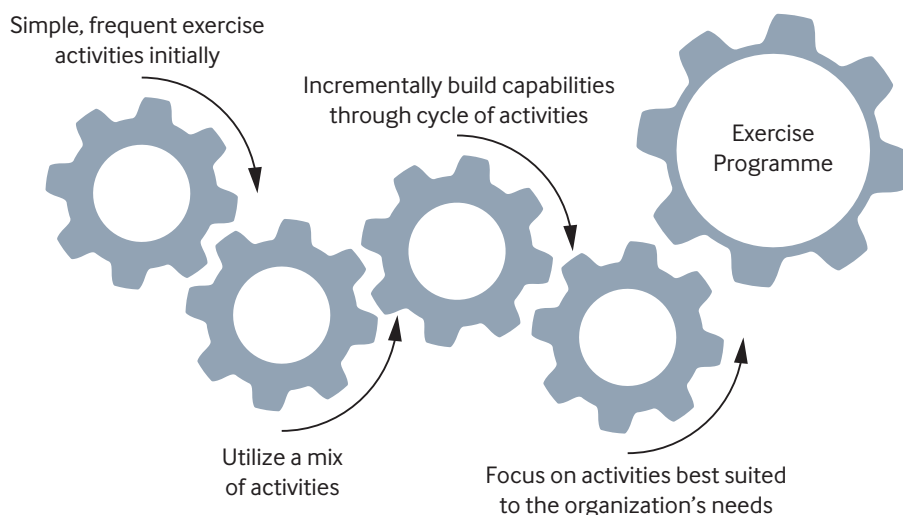 Simple, frequent exercise
activities initially
Incrementally build capabilities
through cycle of activities
Exercise
Programme
Utilize a mix
of activities
Focus on activities best suited
to the organization’s needs